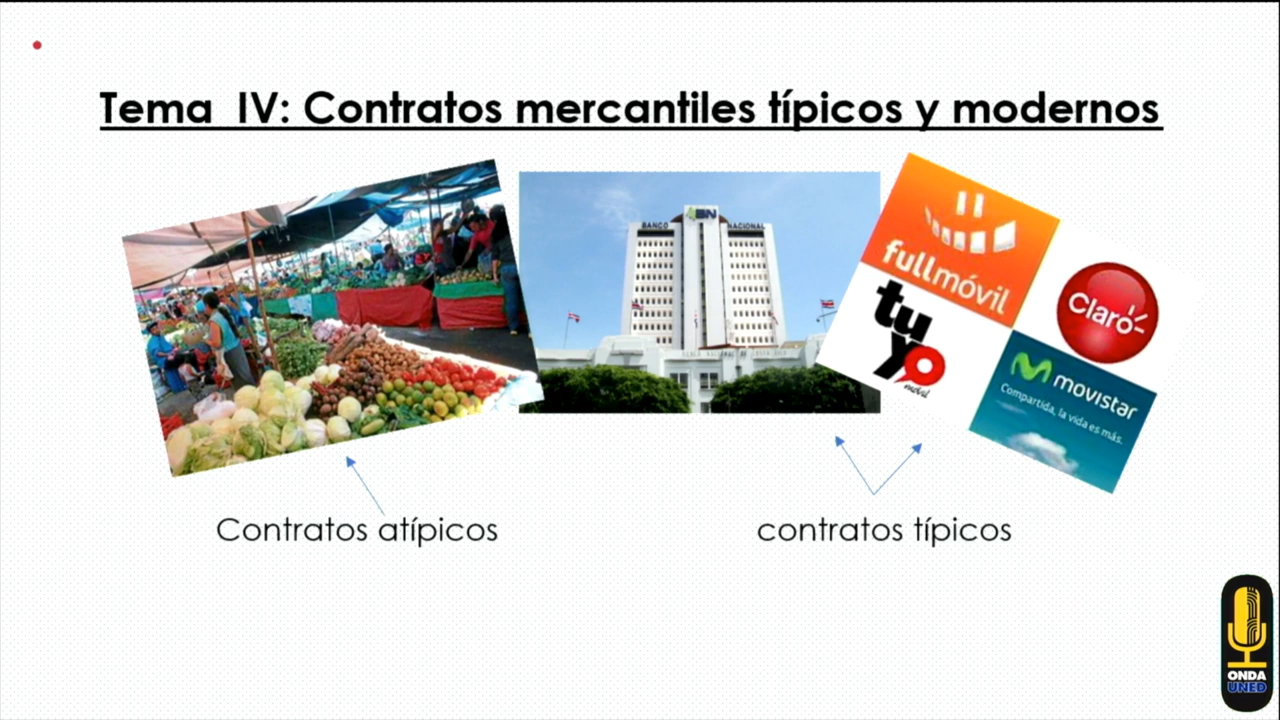 Tema IV: Contratos mercantiles típicos y modernos
BANCO NACIONAL
BN
fullmóvil
Claro
tuyo
móvil
movistar
Compartida, la vida es más.
Contratos atípicos
contratos típicos
ONDA
UNED